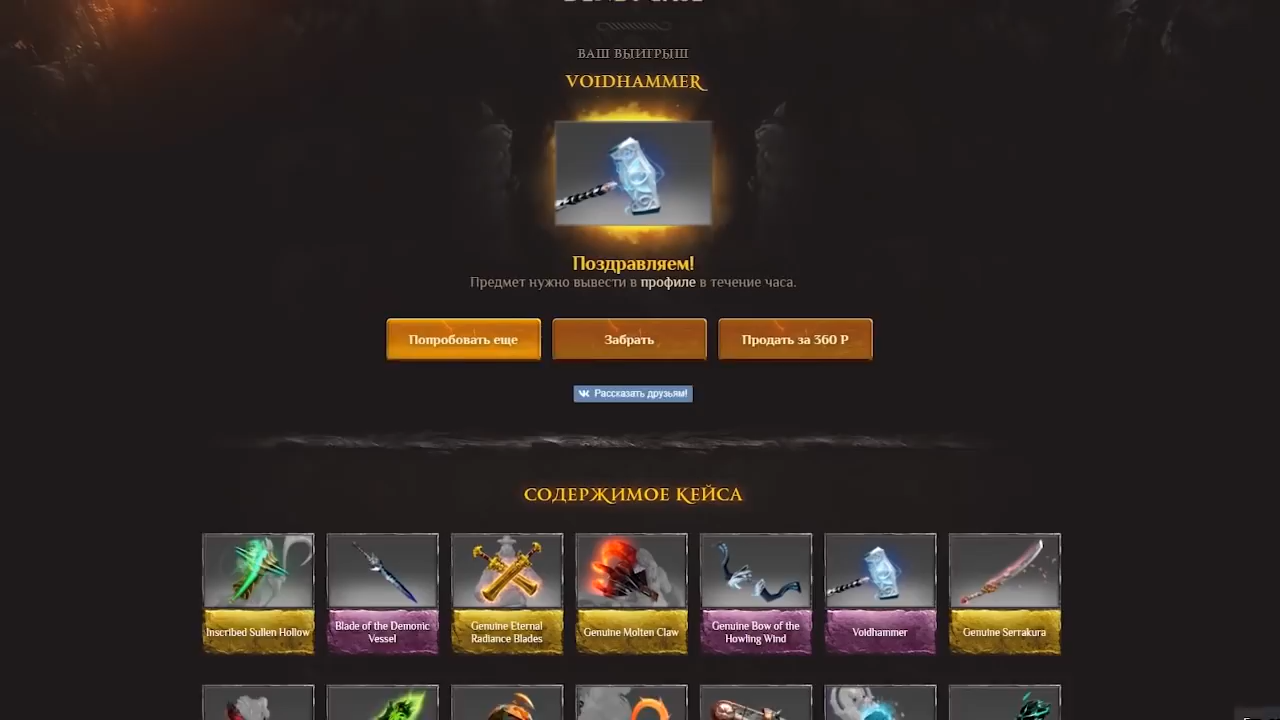 ВАШ ВЫИГРЫШ
VOIDHAMMER
Поздравляем!
Предмет нужно вывести в профиле в течение часа.
Попробовать еще
Забрать
Продать за 360 Р
Рассказать друзьям!
СОДЕРЖИМОЕ КЕЙСА
Inscribed Sullen Hollow
Blade of the Demonic
Vessel
Genuine Eternal
Radiance Blades
Genuine Molten Claw
Genuine Bow of the
Howling Wind
Voidhammer
Genuine Serrakura